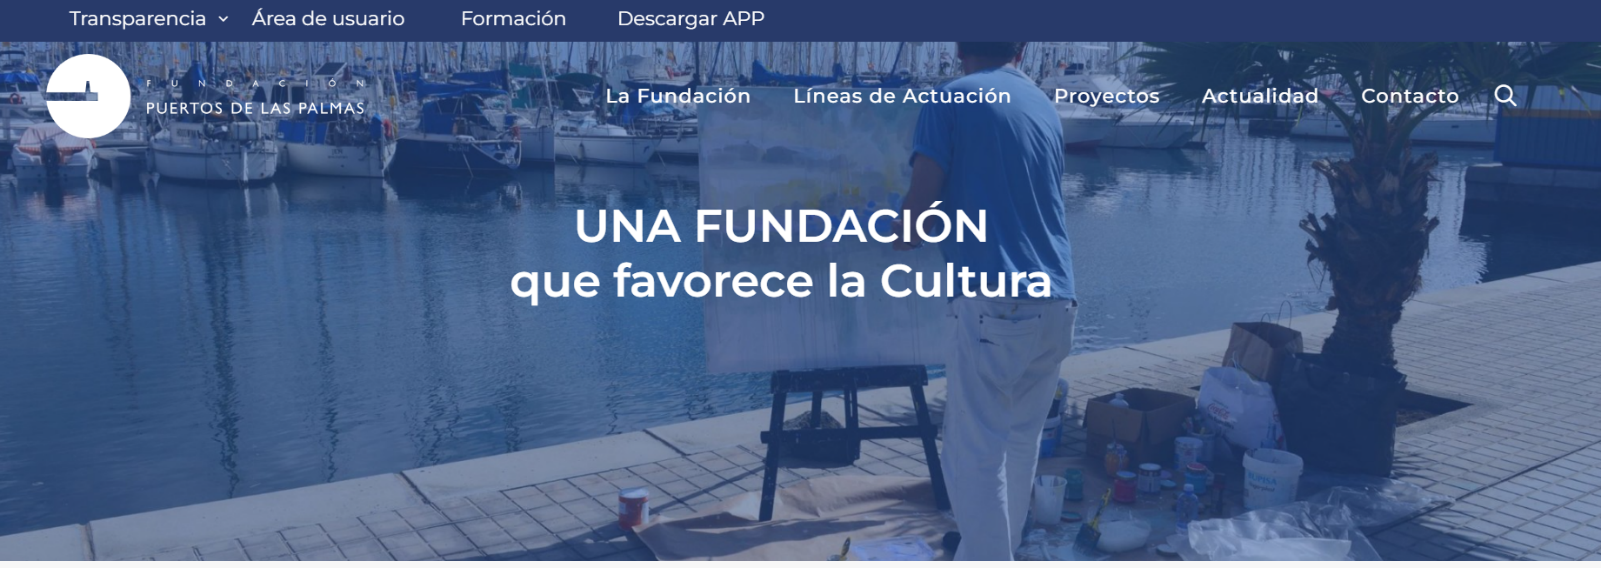 Transparencia Área de usuario Formación Descargar APP
FUNDACIÓN
PUERTOS DE LAS PALMAS
La Fundación Líneas de Actuación Proyectos Actualidad Contacto
UNA FUNDACIÓN
que favorece la Cultura